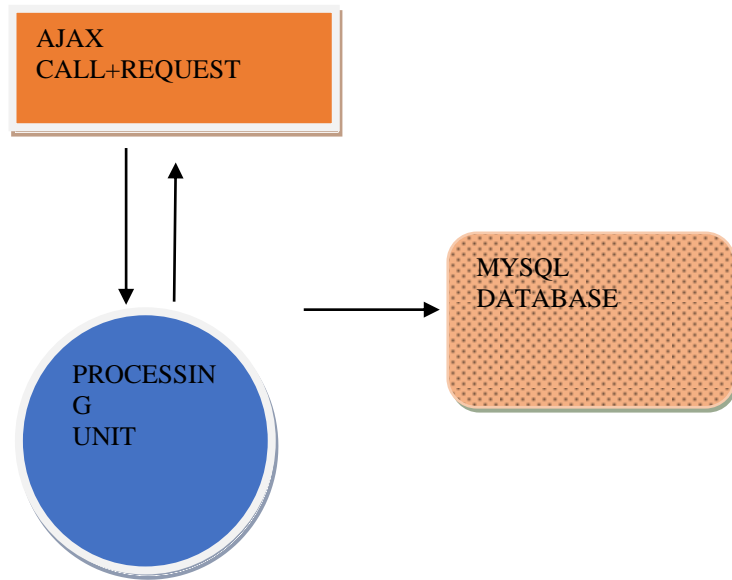 AJAX
CALL+REQUEST
MYSQL
DATABASE
PROCESSIN
G
UNIT